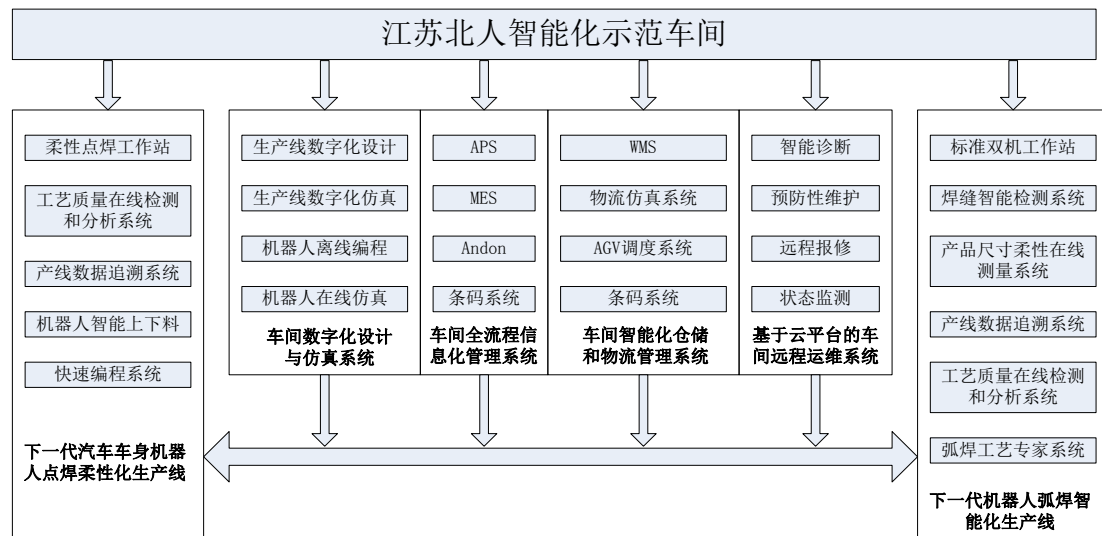 江苏北人智能化示范车间
柔性点焊工作站
工艺质量在线检测
和分析系统
产线数据追溯系统
机器人智能上下料
快速编程系统
下一代汽车车身机器
人点焊柔性化生产线
生产线数字化设计
生产线数字化仿真
机器人离线编程
机器人在线仿真
车间数字化设计
与仿真系统
APS
MES
Andon
条码系统
车间全流程信
息化管理系统
WMS
物流仿真系统
AGV调度系统
条码系统
车间智能化仓储
和物流管理系统
智能诊断
预防性维护
远程报修
状态监测
基于云平台的车
间远程运维系统
标准双机工作站
焊缝智能检测系统
产品尺寸柔性在线
测量系统
产线数据追溯系统
工艺质量在线检测
和分析系统
弧焊工艺专家系统
下一代机器人弧焊智
能化生产线